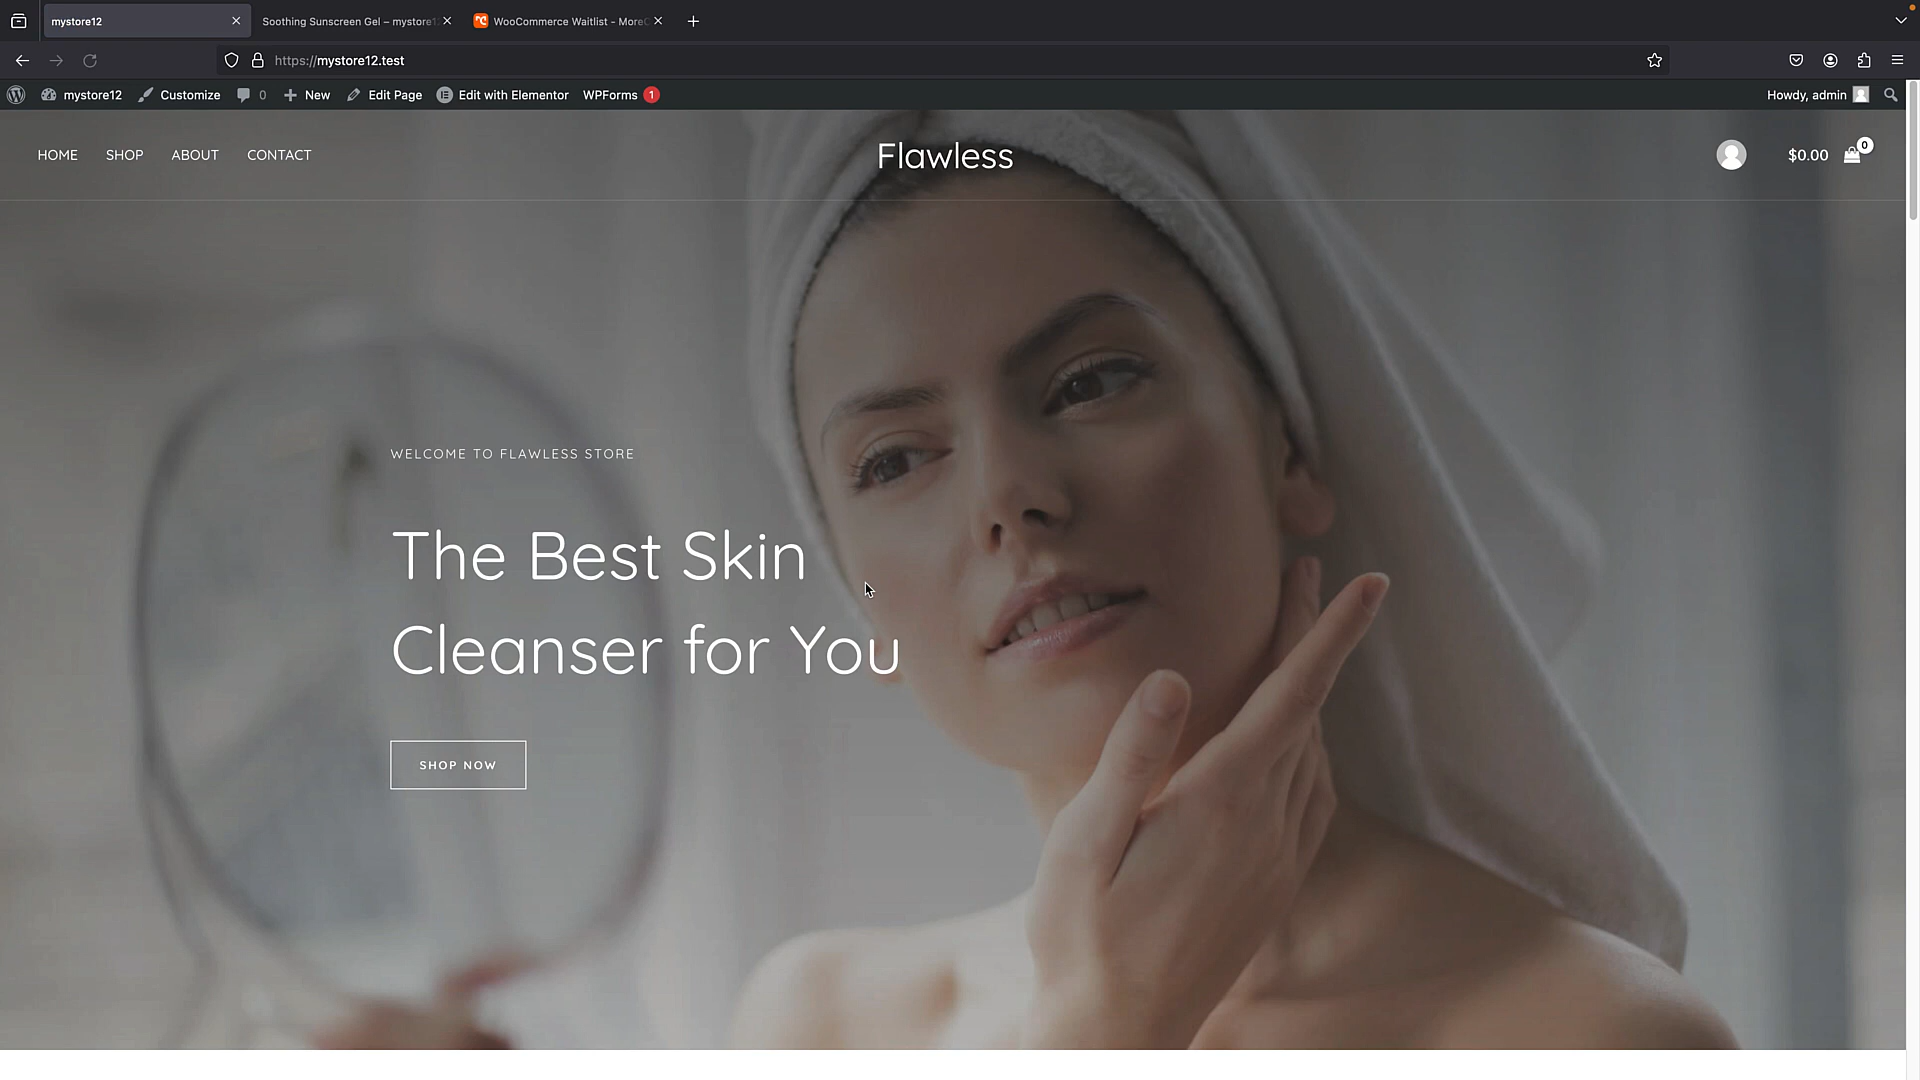 mystore12
Soothing Sunscreen Gel – mystore1
WooCommerce Waitlist - MoreC
https://mystore12.test
mystore12
Customize
0
New
Edit Page
Edit with Elementor
WPForms 1
Howdy, admin
HOME
SHOP
ABOUT
CONTACT
Flawless
$0.00
0
WELCOME TO FLAWLESS STORE
The Best Skin
Cleanser for You
SHOP NOW